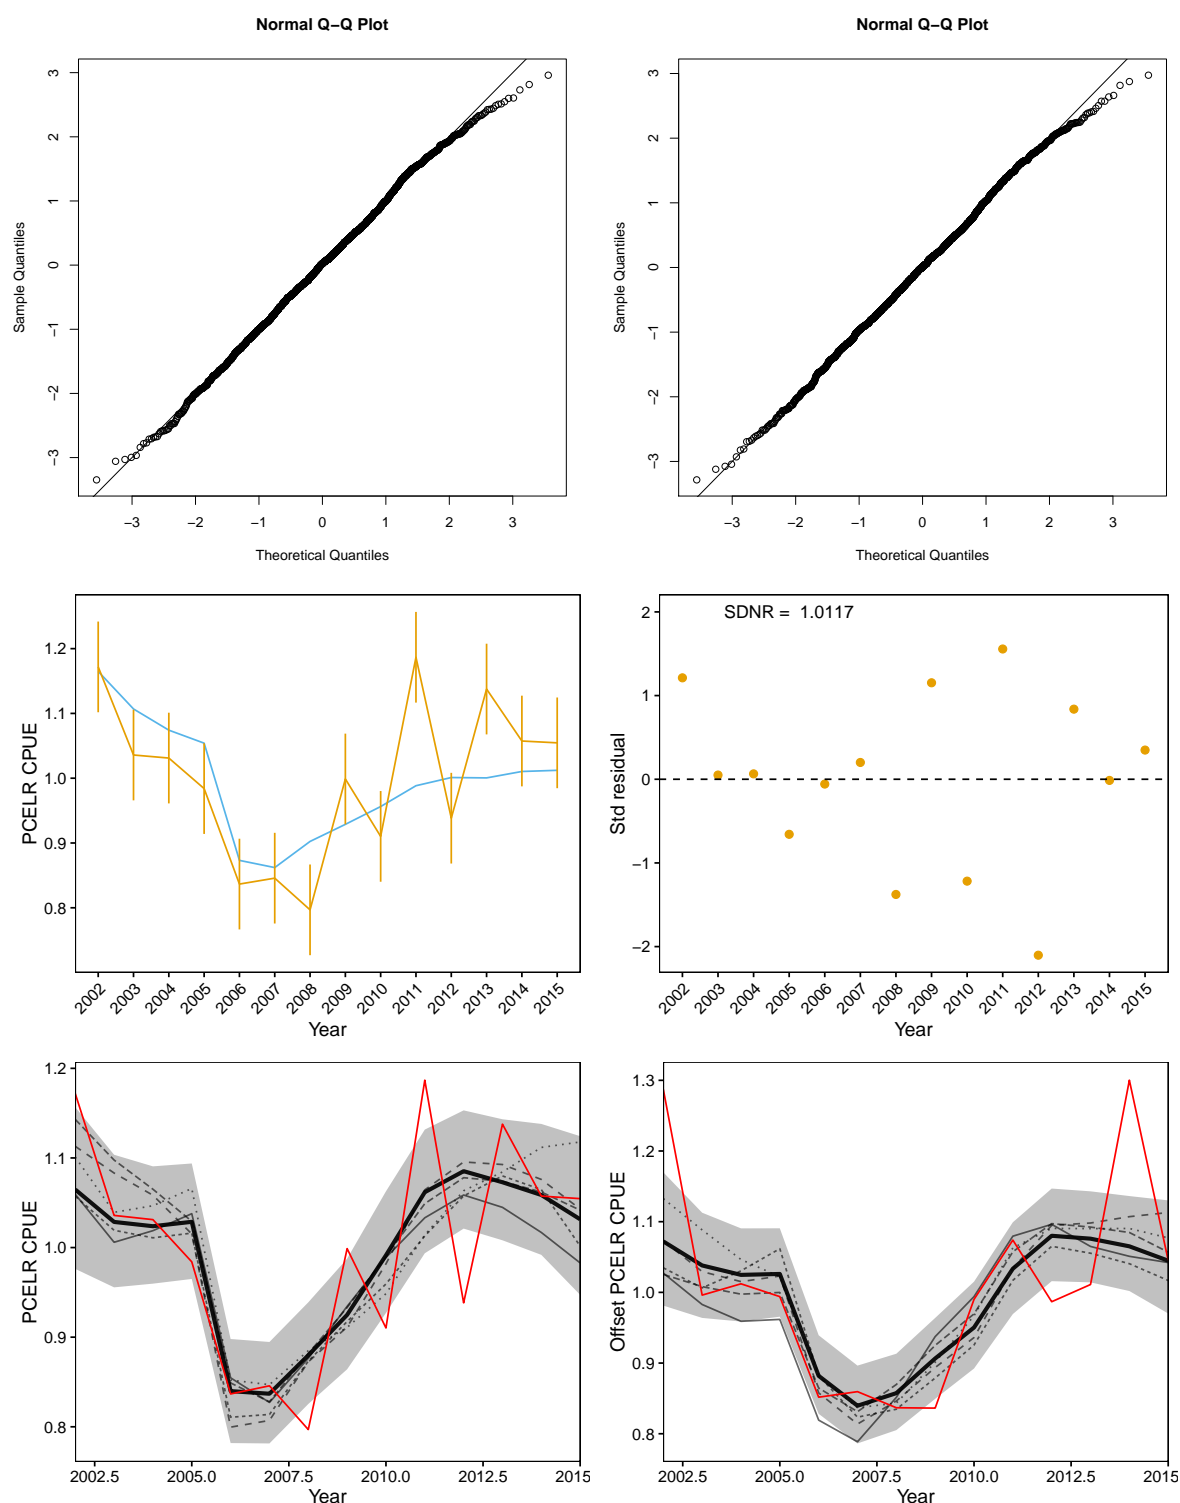 Normal Q−Q Plot
Sample Quantiles
3
2
1
0
−1
−2
−3
−3 −2 −1 0 1 2 3
Theoretical Quantiles
Normal Q−Q Plot
Sample Quantiles
3
2
1
0
−1
−2
−3
−3 −2 −1 0 1 2 3
Theoretical Quantiles
PCELR CPUE
1.2
1.1
1.0
0.9
0.8
2002 2003 2004 2005 2006 2007 2008 2009 2010 2011 2012 2013 2014 2015
Year
SDNR = 1.0117
Std residual
2
1
0
−1
−2
2002 2003 2004 2005 2006 2007 2008 2009 2010 2011 2012 2013 2014 2015
Year
PCELR CPUE
1.2
1.1
1.0
0.9
0.8
2002.5 2005.0 2007.5 2010.0 2012.5 2015
Year
Offset PCELR CPUE
1.3
1.2
1.1
1.0
0.9
0.8
2002.5 2005.0 2007.5 2010.0 2012.5 2015
Year